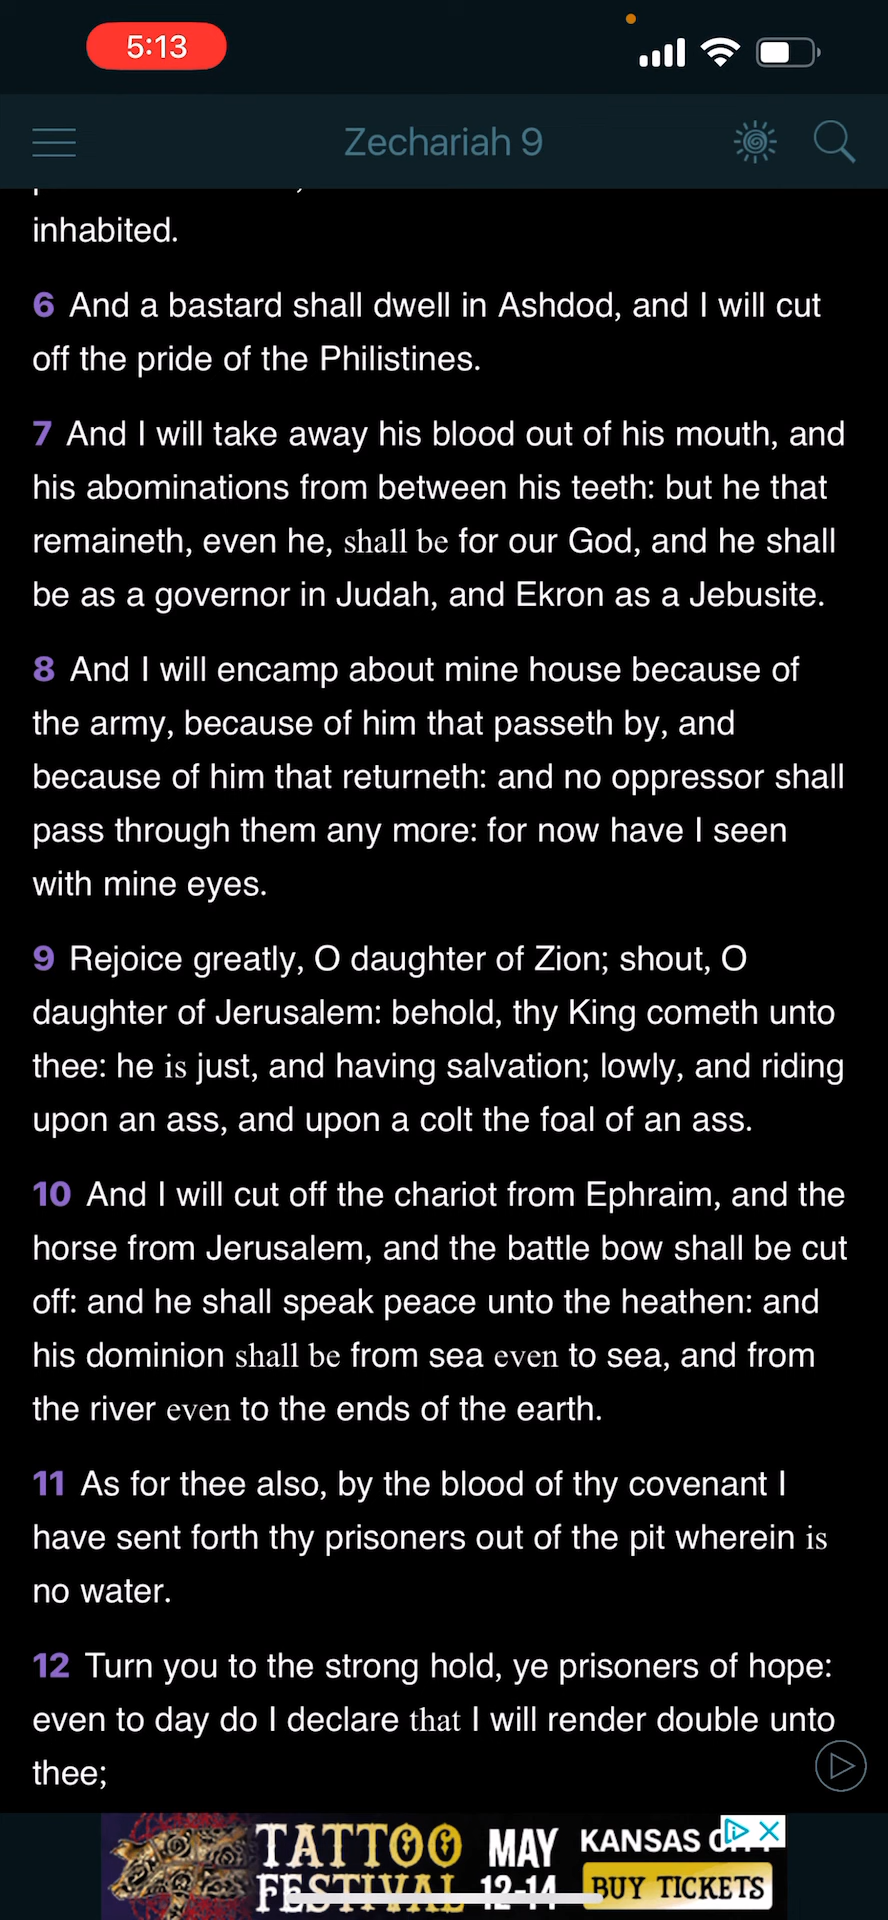 5:13
Zechariah 9
inhabited.
6 And a bastard shall dwell in Ashdod, and I will cut
off the pride of the Philistines.
7 And I will take away his blood out of his mouth, and
his abominations from between his teeth: but he that
remaineth, even he, shall be for our God, and he shall
be as a governor in Judah, and Ekron as a Jebusite.
8 And I will encamp about mine house because of
the army, because of him that passeth by, and
because of him that returneth: and no oppressor shall
pass through them any more: for now have I seen
with mine eyes.
9 Rejoice greatly, O daughter of Zion; shout, O
daughter of Jerusalem: behold, thy King cometh unto
thee: he is just, and having salvation; lowly, and riding
upon an ass, and upon a colt the foal of an ass.
10 And I will cut off the chariot from Ephraim, and the
horse from Jerusalem, and the battle bow shall be cut
off: and he shall speak peace unto the heathen: and
his dominion shall be from sea even to sea, and from
the river even to the ends of the earth.
11 As for thee also, by the blood of thy covenant I
have sent forth thy prisoners out of the pit wherein is
no water.
12 Turn you to the strong hold, ye prisoners of hope:
even to day do I declare that I will render double unto
thee;
TATTOO
FESTIVAL
MAY
12-14
KANSAS
BUY TICKETS